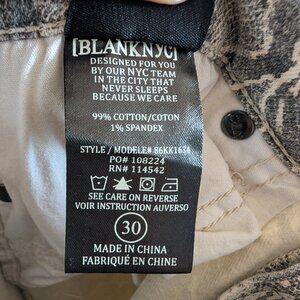 [BLANKNYC]
DESIGNED FOR YOU
BY OUR NYC TEAM
IN THE CITY THAT
NEVER SLEEPS
BECAUSE WE CARE
99% COTTON/COTON
1% SPANDEX
STYLE / MODELE# 86KK1634
PO# 108224
RN# 114542
SEE CARE ON REVERSE
VOIR INSTRUCTION AUVERSO
30
MADE IN CHINA
FABRIQUÉ EN CHINE